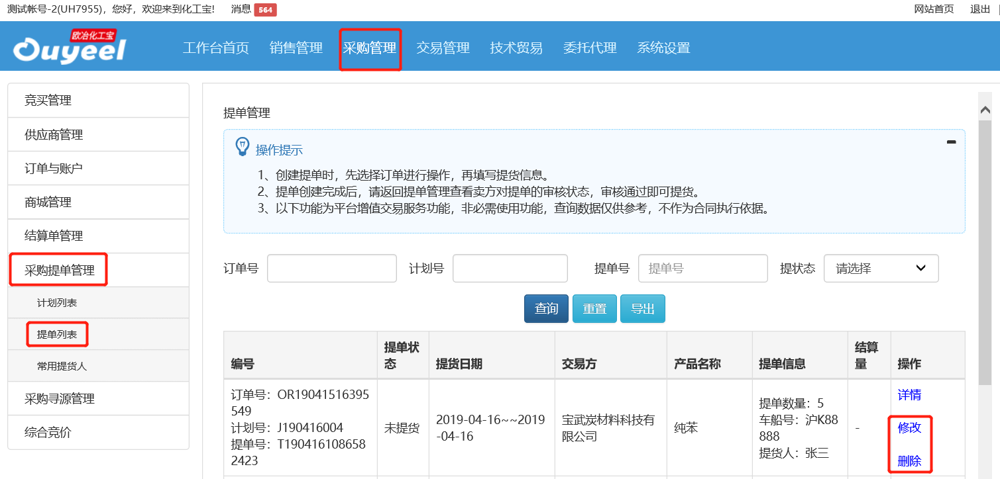 测试帐号-2(UH7955)，您好，欢迎来到化工宝! 消息 564 网站首页 退出
欧冶化工宝
Ouyeel
工作台首页 销售管理 采购管理 交易管理 技术贸易 委托代理 系统设置
竞买管理
供应商管理
订单与账户
商城管理
结算单管理
采购提单管理
计划列表
提单列表
常用提货人
采购寻源管理
综合竞价
提单管理
操作提示
1、创建提单时，先选择订单进行操作，再填写提货信息。
2、提单创建完成后，请返回提单管理查看卖方对提单的审核状态，审核通过即可提货。
3、以下功能为平台增值交易服务功能，非必需使用功能，查询数据仅供参考，不作为合同执行依据。
订单号 计划号 提单号 提单号 提状态 请选择
查询 重置 导出
编号 提单状态 提货日期 交易方 产品名称 提单信息 结算量 操作
订单号：OR19041516395
549
计划号：J190416004
提单号：T190416108658
2423
未提货
2019-04-16~~2019
-04-16
宝武炭材料科技有
限公司
纯苯
提单数量：5
车船号：沪K88
888
提货人：张三
-
详情
修改
删除